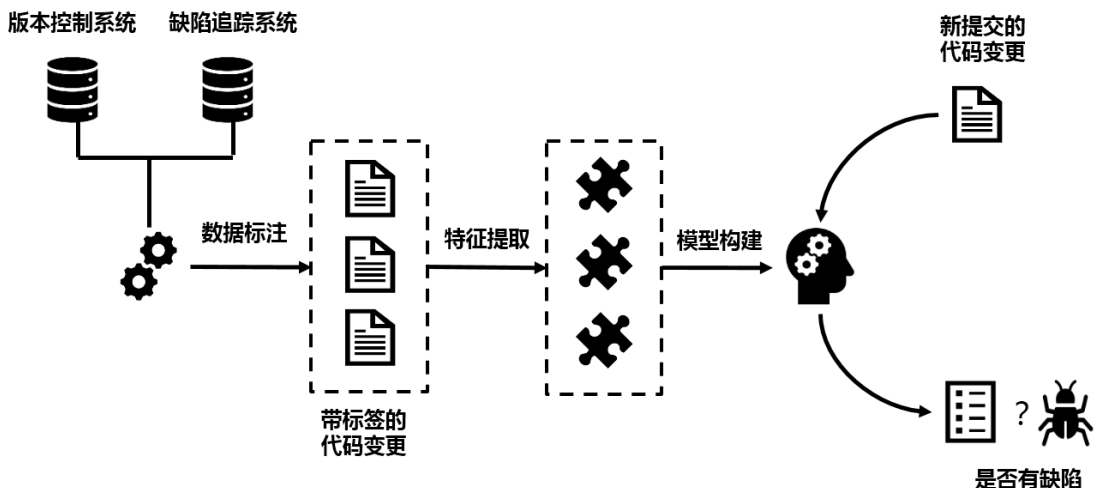 版本控制系统
缺陷追踪系统
新提交的
代码变更
数据标注
特征提取
模型构建
带标签的
代码变更
?
是否有缺陷